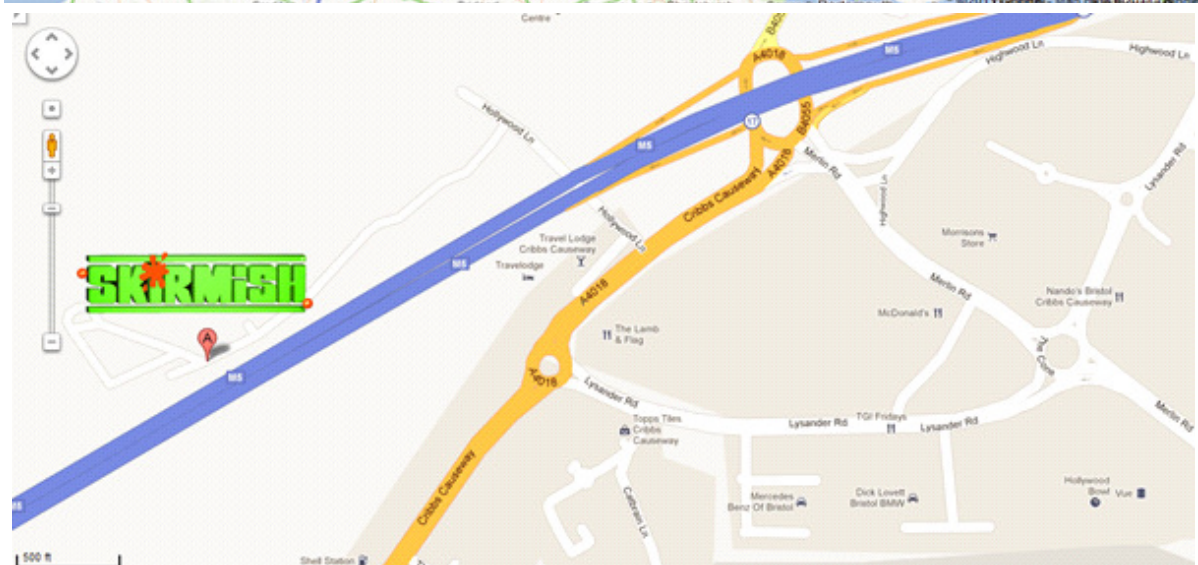 Centre
B4055
A4018
M5
Highwood Ln
Highwood Ln
Hollywood Ln
17
B4055
M5
A4018
Merlin Rd
Lysander Rd
Cribbs Causeway
Highwood Ln
M5
Hollywood Ln
Morrisons
Store
Travel Lodge
Cribbs Causeway
Travelodge
M5
SKIRMISH
A4018
Merlin Rd
Nando's Bristol
Cribbs Causeway
McDonald's
The Lamb
& Flag
A
The Cone
M5
A4018
Lysander Rd
Merlin Rd
Topps Tiles
Cribbs
Causeway
Lysander Rd
TGI Fridays
Lysander Rd
Cribbs Causeway
Catbrain Ln
Mercedes
Benz Of Bristol
Dick Lovett
Bristol BMW
Hollywood
Bowl
Vue
M5
500 ft
Shell Station